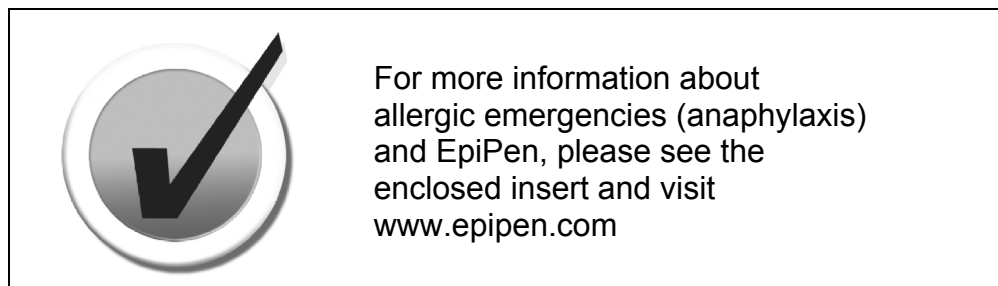 For more information about
allergic emergencies (anaphylaxis)
and EpiPen, please see the
enclosed insert and visit
www.epipen.com